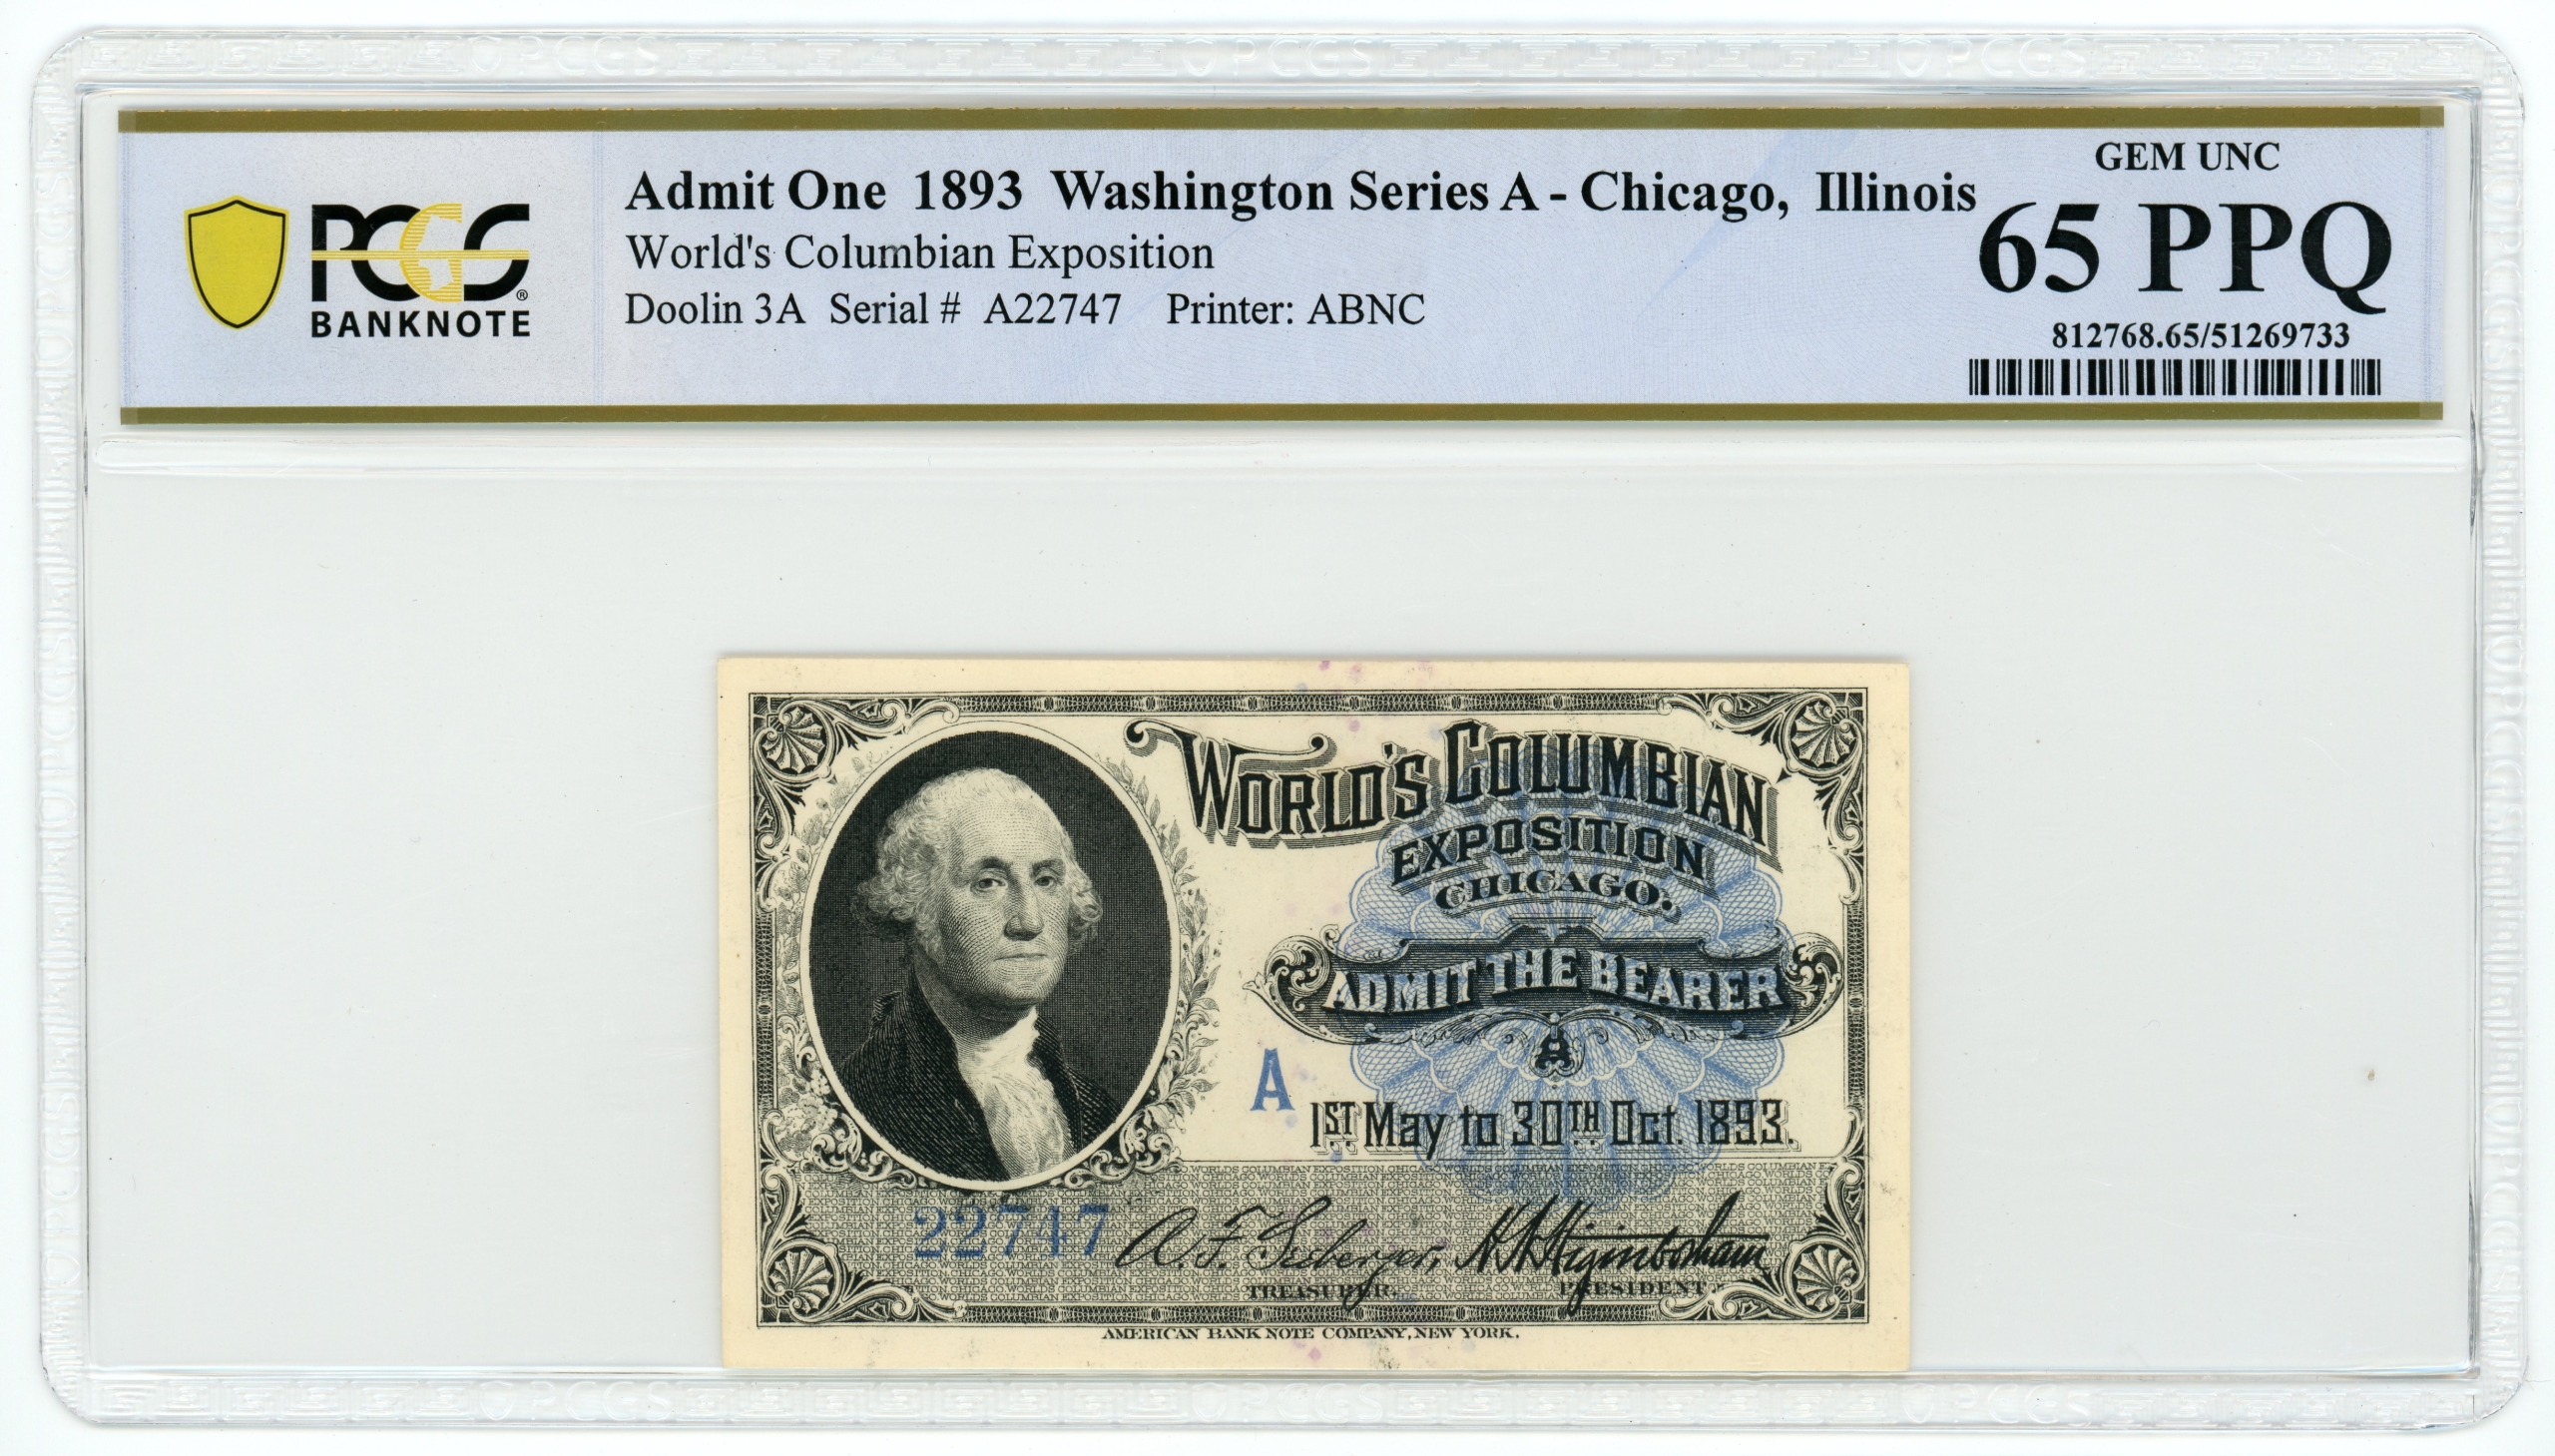 PCGS
BANKNOTE
Admit One 1893 Washington Series A - Chicago, Illinois
World's Columbian Exposition
Doolin 3A Serial # A22747 Printer: ABNC
GEM UNC
65 PPQ
812768.65/51269733
WORLD'S COLUMBIAN
EXPOSITION
CHICAGO.
ADMIT THE BEARER
A
A
1ST May to 30TH Oct. 1893.
22747
A. F. Seeberger,
H N Higinbotham
TREASURER.
PRESIDENT.
AMERICAN BANK NOTE COMPANY, NEW YORK.